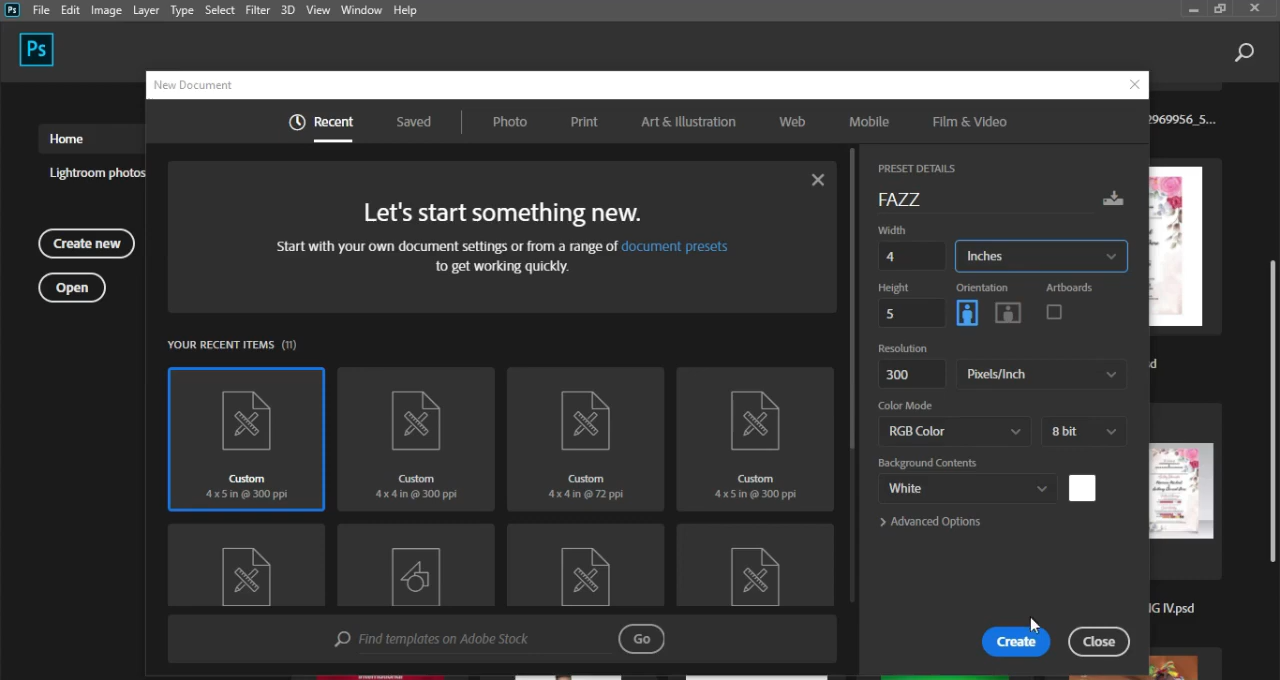 Ps File Edit Image Layer Type Select Filter 3D View Window Help
Ps
New Document
Recent Saved Photo Print Art & Illustration Web Mobile Film & Video
Home
Lightroom photos
Create new
Open
Let's start something new.
Start with your own document settings or from a range of document presets
to get working quickly.
YOUR RECENT ITEMS (11)
Custom
4 x 5 in @ 300 ppi
Custom
4 x 4 in @ 300 ppi
Custom
4 x 4 in @ 72 ppi
Custom
4 x 5 in @ 300 ppi
Find templates on Adobe Stock
Go
PRESET DETAILS
FAZZ
Width
4 Inches
Height Orientation Artboards
5
Resolution
300 Pixels/Inch
Color Mode
RGB Color 8 bit
Background Contents
White
Advanced Options
Create Close
2969956_5...
d
IG IV.psd